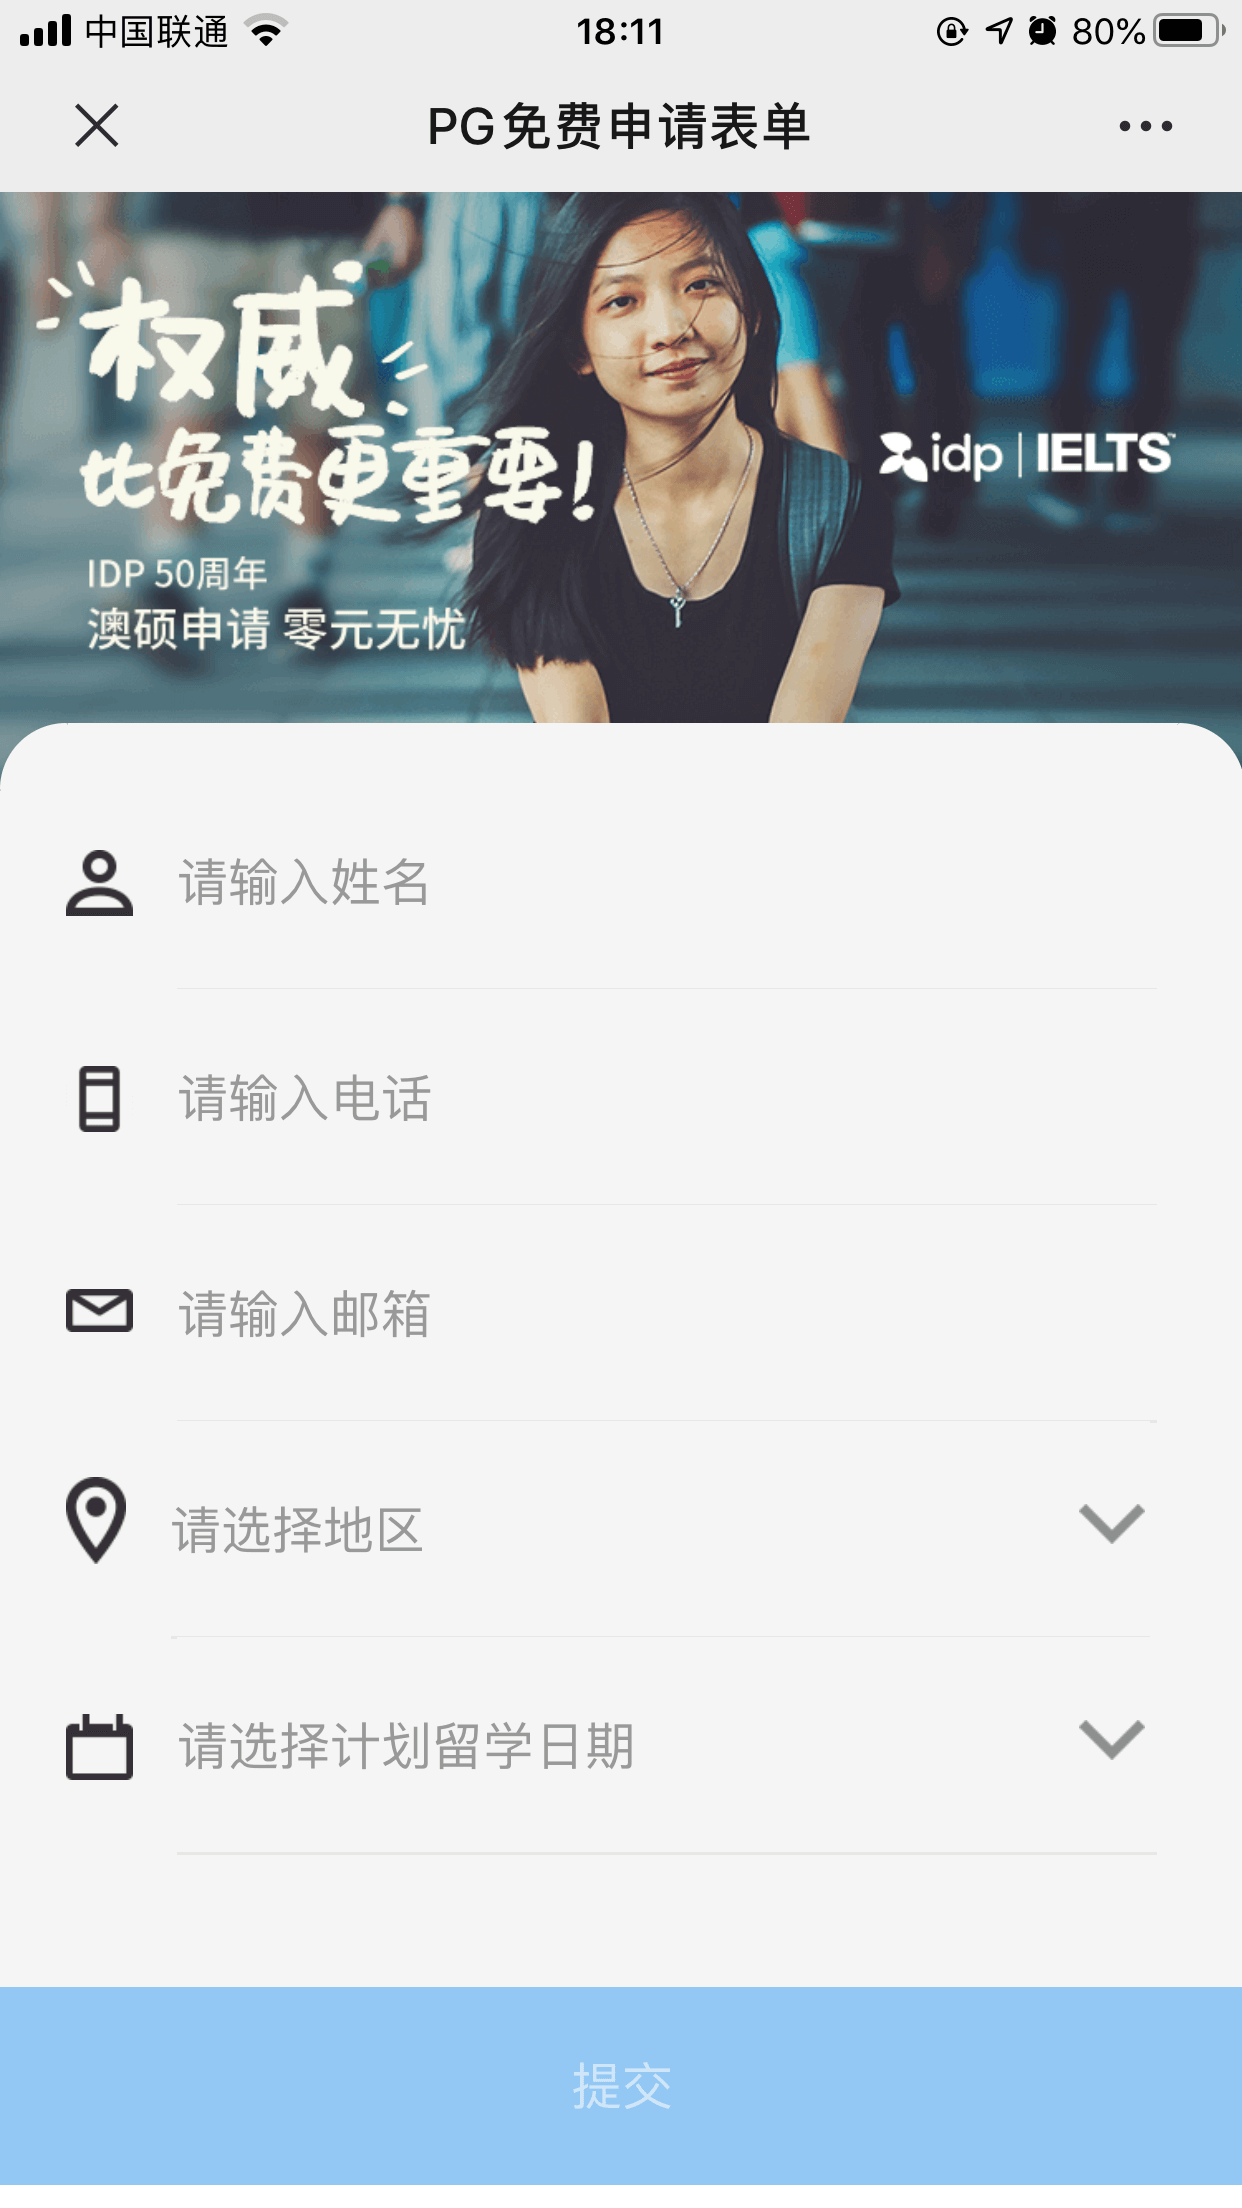 中国联通 18:11 80%
PG免费申请表单
权威
比免费更重要!
idp | IELTS™
IDP 50周年
澳硕申请 零元无忧
请输入姓名
请输入电话
请输入邮箱
请选择地区
请选择计划留学日期
提交